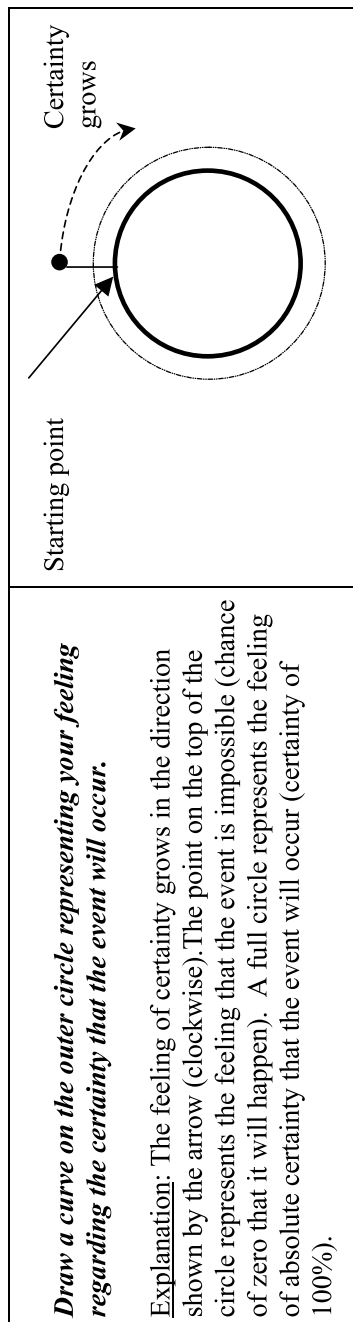 Draw a curve on the outer circle representing your feeling
regarding the certainty that the event will occur.
Explanation: The feeling of certainty grows in the direction
shown by the arrow (clockwise).The point on the top of the
circle represents the feeling that the event is impossible (chance
of zero that it will happen). A full circle represents the feeling
of absolute certainty that the event will occur (certainty of
100%).
Starting point
Certainty
grows